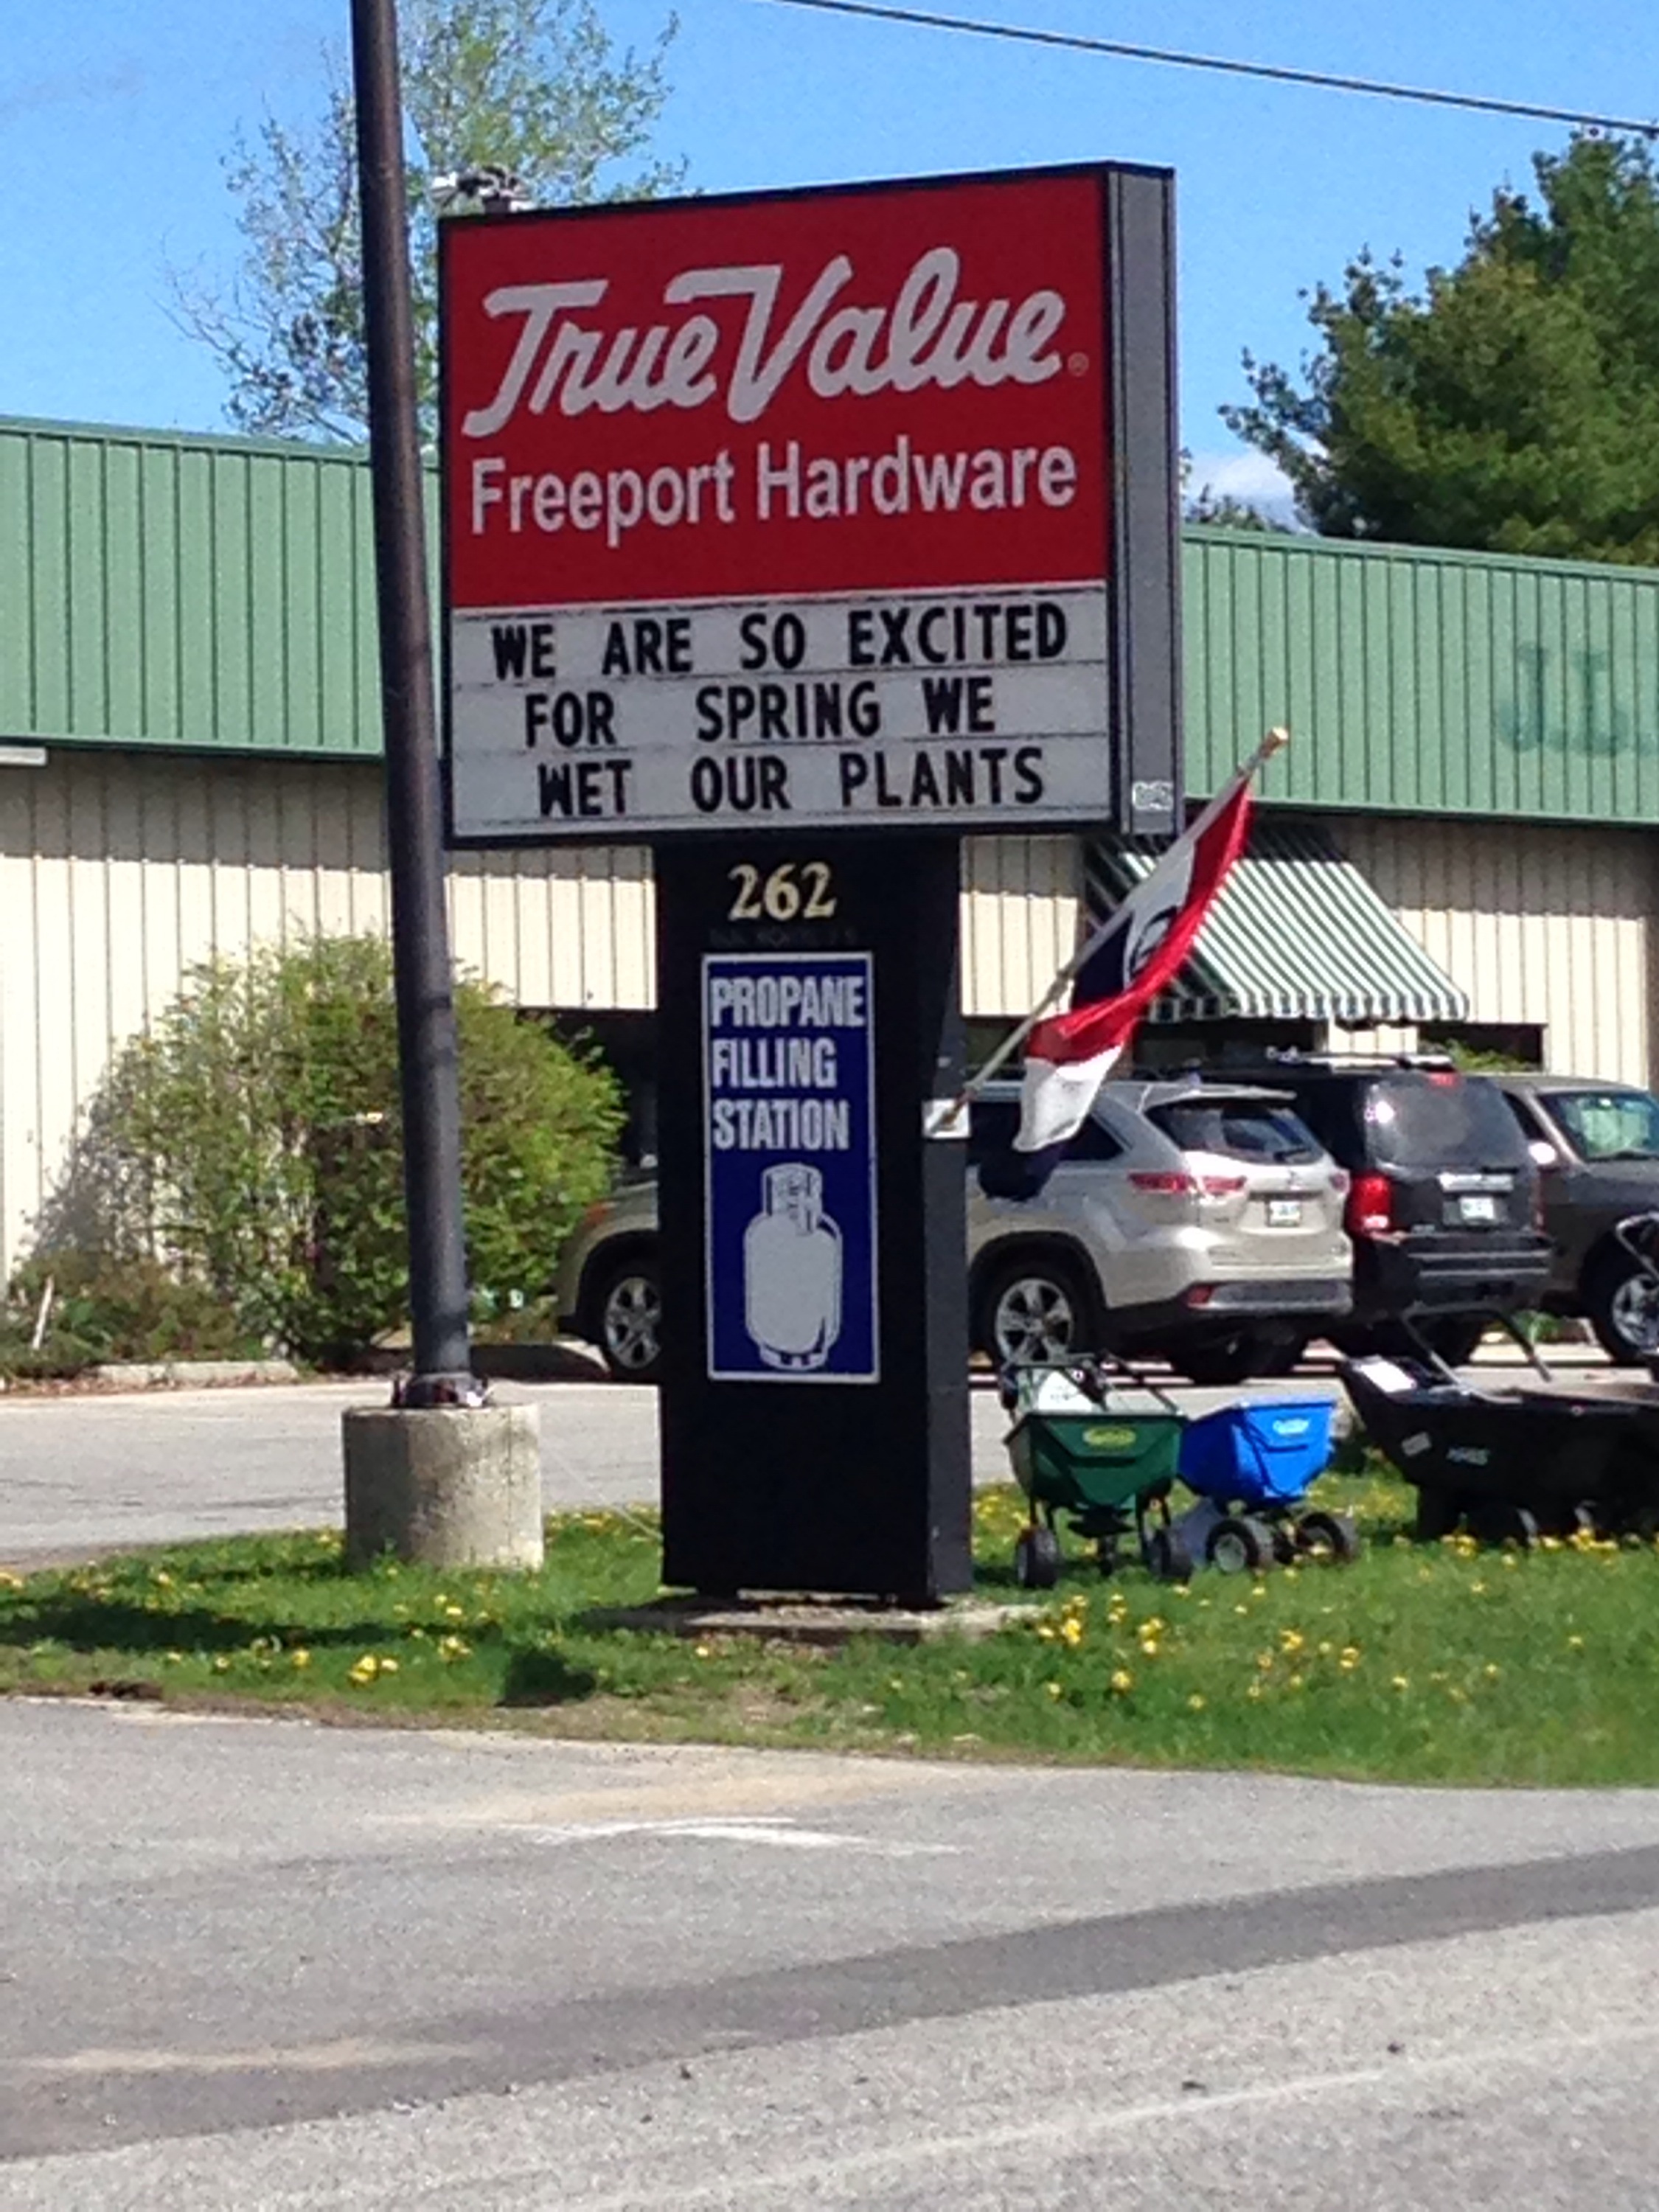 True Value®
Freeport Hardware
WE ARE SO EXCITED
FOR SPRING WE
WET OUR PLANTS
262
PROPANE
FILLING
STATION